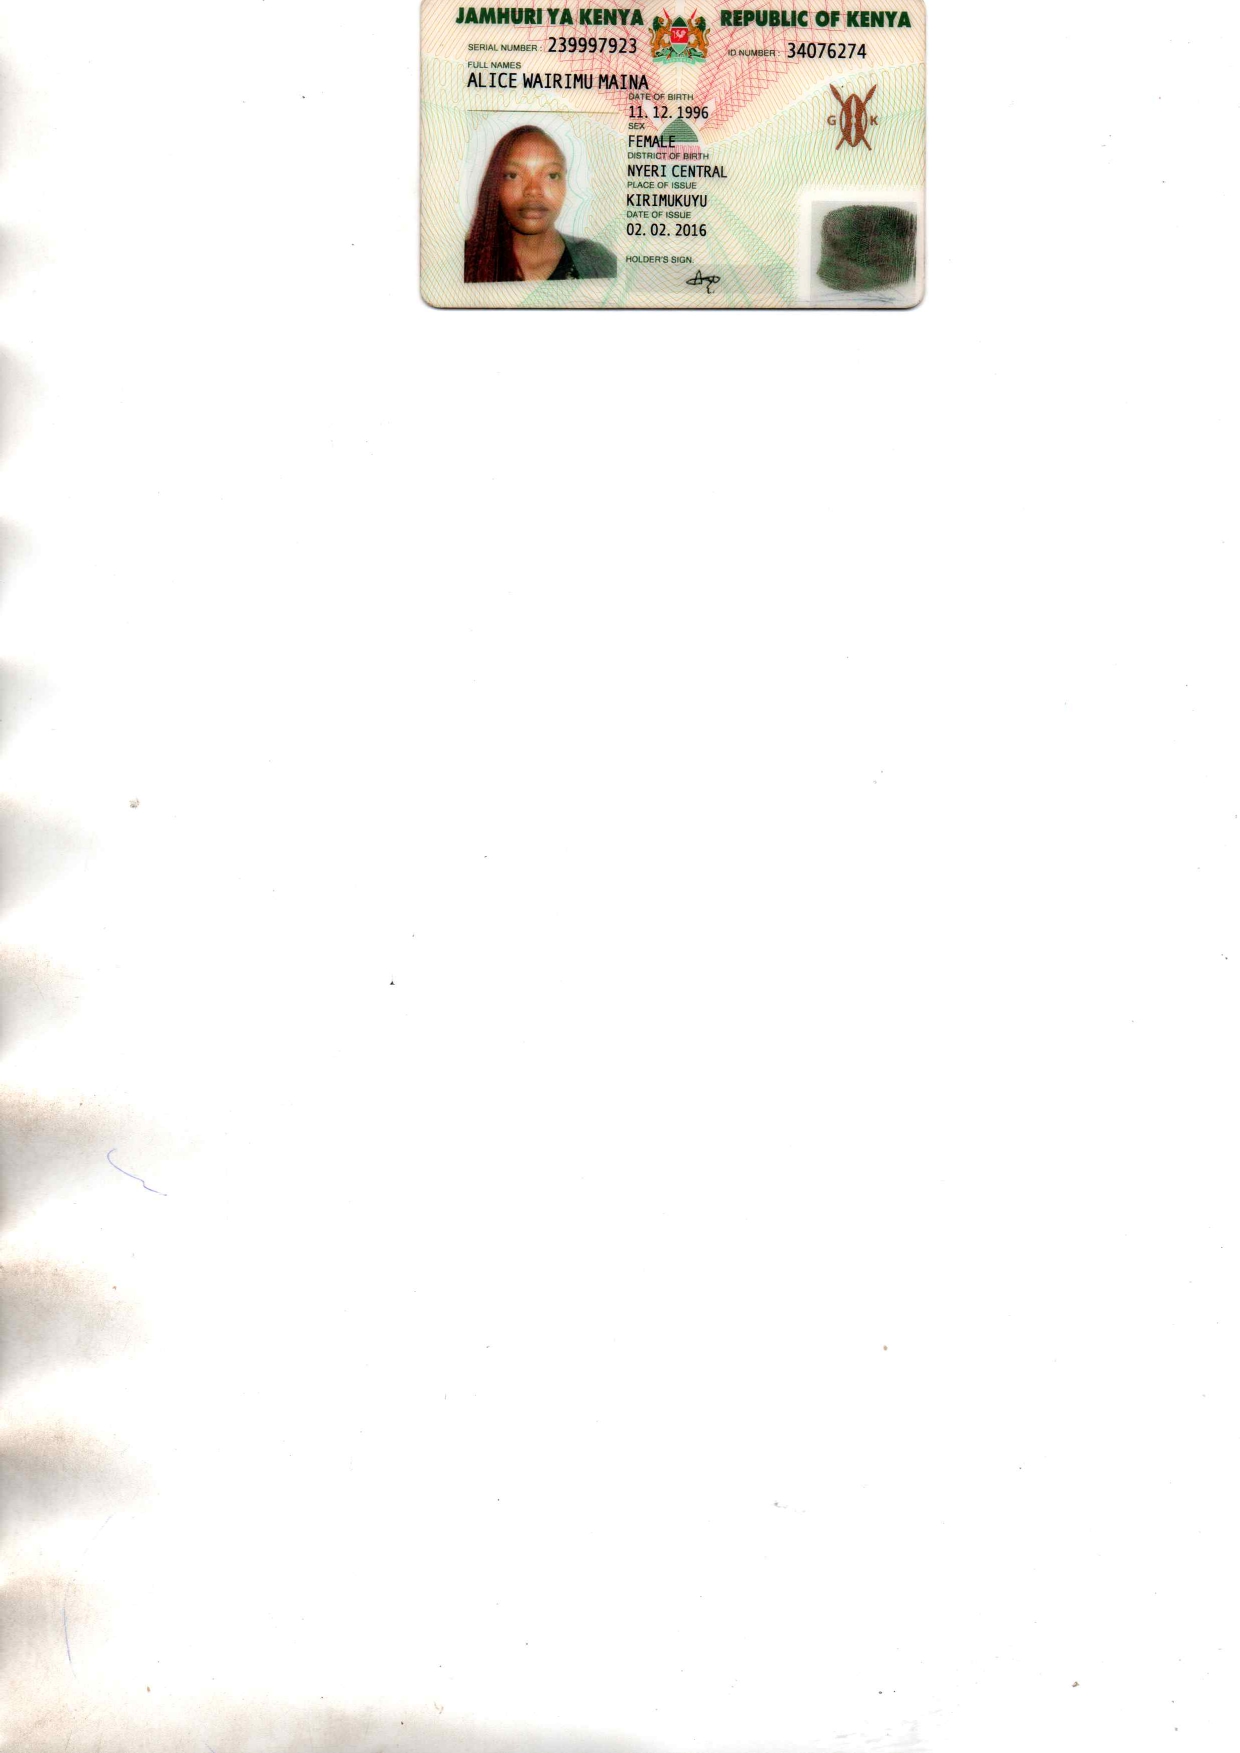 JAMHURI YA KENYA REPUBLIC OF KENYA
SERIAL NUMBER: 239997923 ID NUMBER: 34076274
FULL NAMES
ALICE WAIRIMU MAINA
DATE OF BIRTH
11. 12. 1996
SEX
FEMALE
G K
DISTRICT OF BIRTH
NYERI CENTRAL
PLACE OF ISSUE
KIRIMUKUYU
DATE OF ISSUE
02. 02. 2016
HOLDER'S SIGN.